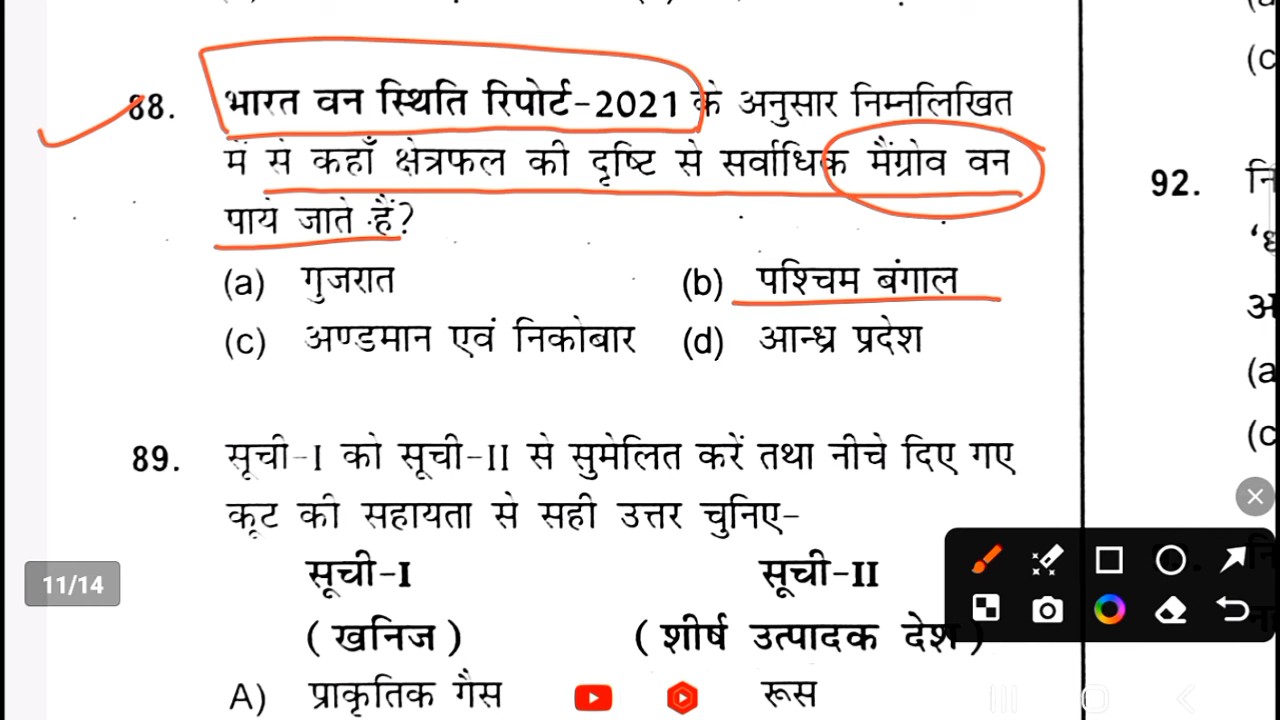 88. भारत वन स्थिति रिपोर्ट-2021 के अनुसार निम्नलिखित
में से कहाँ क्षेत्रफल की दृष्टि से सर्वाधिक मैंग्रोव वन
पाये जाते हैं?
(a) गुजरात (b) पश्चिम बंगाल
(c) अण्डमान एवं निकोबार (d) आन्ध्र प्रदेश
89. सूची-I को सूची-II से सुमेलित करें तथा नीचे दिए गए
कूट की सहायता से सही उत्तर चुनिए-
सूची-I सूची-II
(खनिज) (शीर्ष उत्पादक देश)
A) प्राकृतिक गैस रूस
11/14
(c
92.
(a
(c